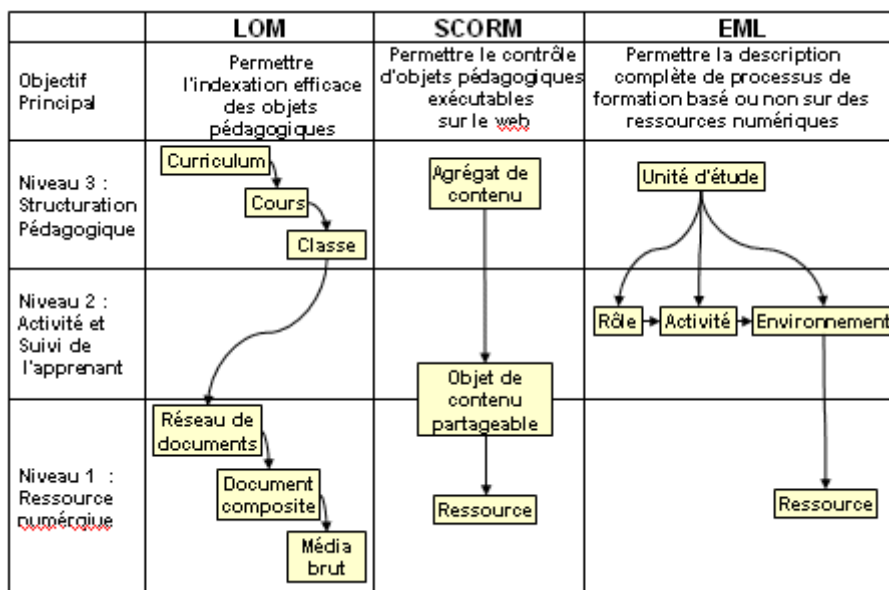 LOM
SCORM
EML
Objectif
Principal
Permettre
l'indexation efficace
des objets
pédagogiques
Permettre le contrôle
d'objets pédagogiques
exécutables
sur le web
Permettre la description
complète de processus de
formation basé ou non sur des
ressources numériques
Niveau 3 :
Structuration
Pédagogique
Curriculum
Cours
Classe
Agrégat de
contenu
Unité d'étude
Niveau 2 :
Activité et
Suivi de
l'apprenant
Rôle
Activité
Environnement
Objet de
contenu
partageable
Niveau 1 :
Ressource
numérqiue
Réseau de
documents
Document
composite
Média
brut
Ressource
Ressource